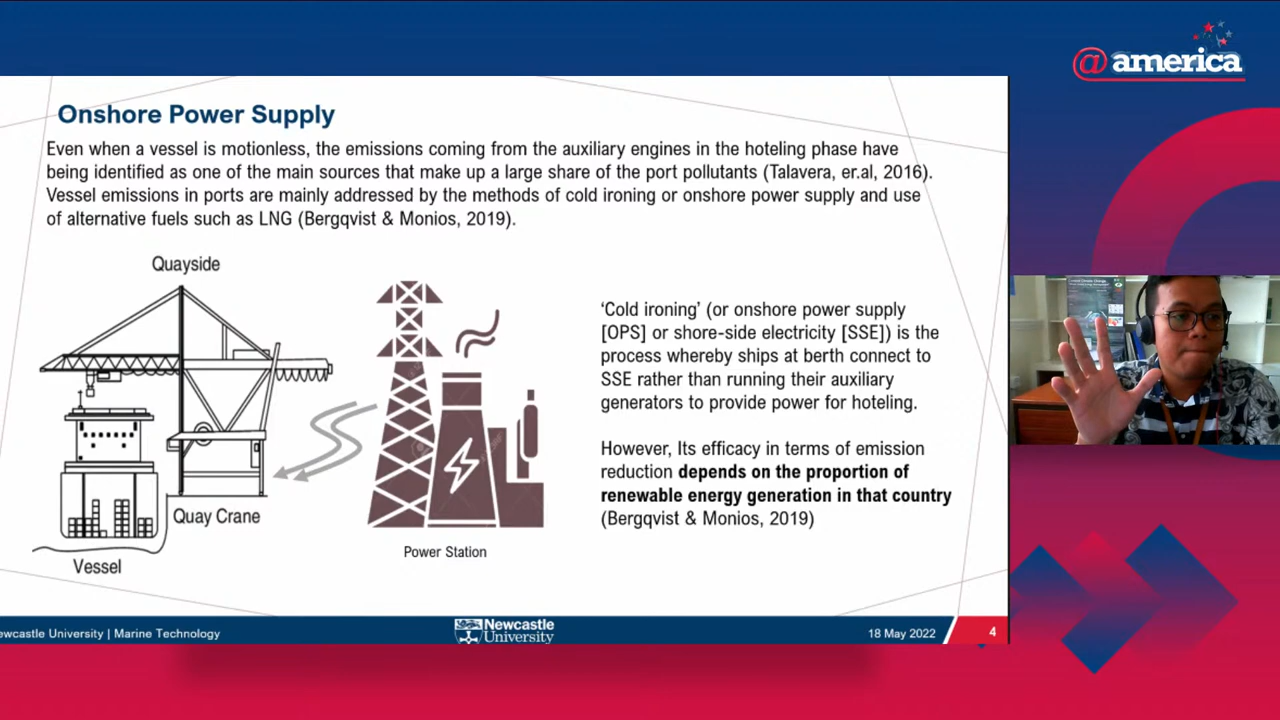 @america
Onshore Power Supply
Even when a vessel is motionless, the emissions coming from the auxiliary engines in the hoteling phase have
being identified as one of the main sources that make up a large share of the port pollutants (Talavera, er.al, 2016).
Vessel emissions in ports are mainly addressed by the methods of cold ironing or onshore power supply and use
of alternative fuels such as LNG (Bergqvist & Monios, 2019).
Quayside
Quay Crane
Vessel
Power Station
‘Cold ironing’ (or onshore power supply
[OPS] or shore-side electricity [SSE]) is the
process whereby ships at berth connect to
SSE rather than running their auxiliary
generators to provide power for hoteling.
However, Its efficacy in terms of emission
reduction depends on the proportion of
renewable energy generation in that country
(Bergqvist & Monios, 2019)
ewcastle University | Marine Technology
Newcastle
University
18 May 2022
4